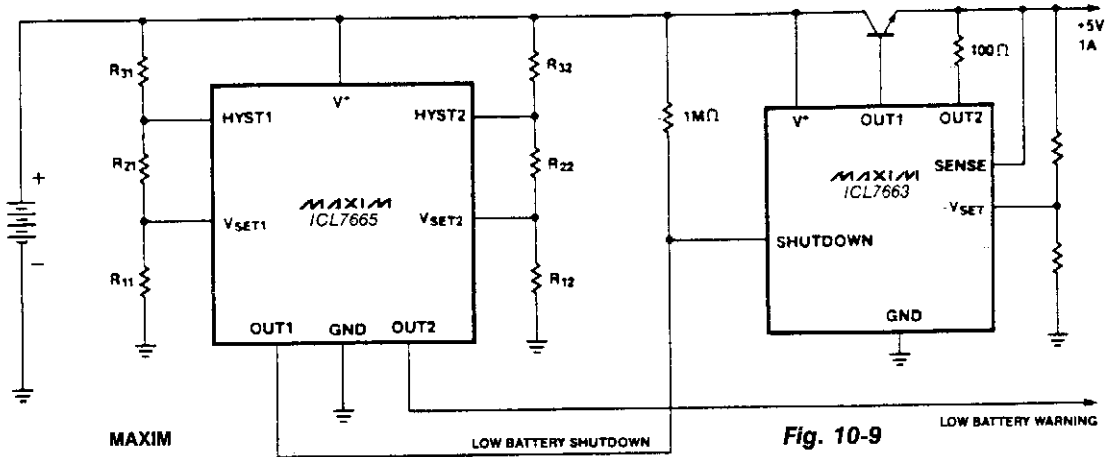 +5V
1A
R31
R32
100Ω
V+
HYST1
HYST2
1MΩ
V+
OUT1
OUT2
R21
R22
SENSE
MAXIM
ICL7665
MAXIM
ICL7663
VSET1
VSET2
VSET
SHUTDOWN
R11
R12
OUT1
GND
OUT2
GND
+
−
MAXIM
LOW BATTERY SHUTDOWN
Fig. 10-9
LOW BATTERY WARNING